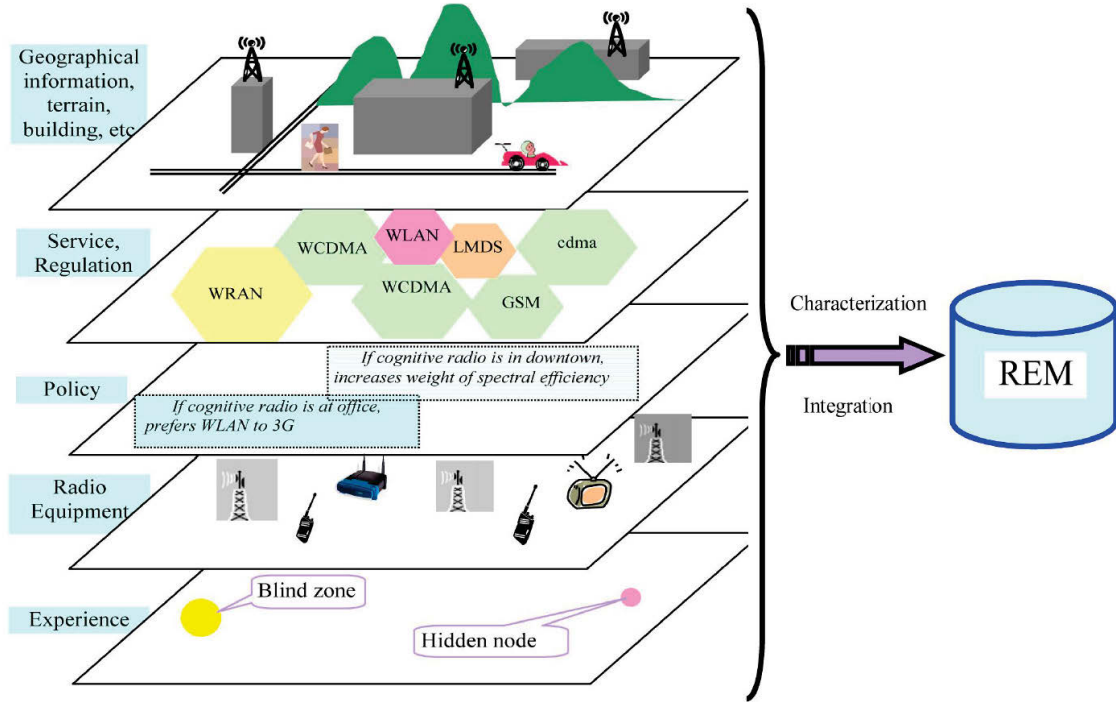 Geographical
information,
terrain,
building, etc
Service,
Regulation
WCDMA
WLAN
LMDS
cdma
WRAN
WCDMA
GSM
Policy
If cognitive radio is in downtown,
increases weight of spectral efficiency
If cognitive radio is at office,
prefers WLAN to 3G
Radio
Equipment
Experience
Blind zone
Hidden node
Characterization
Integration
REM